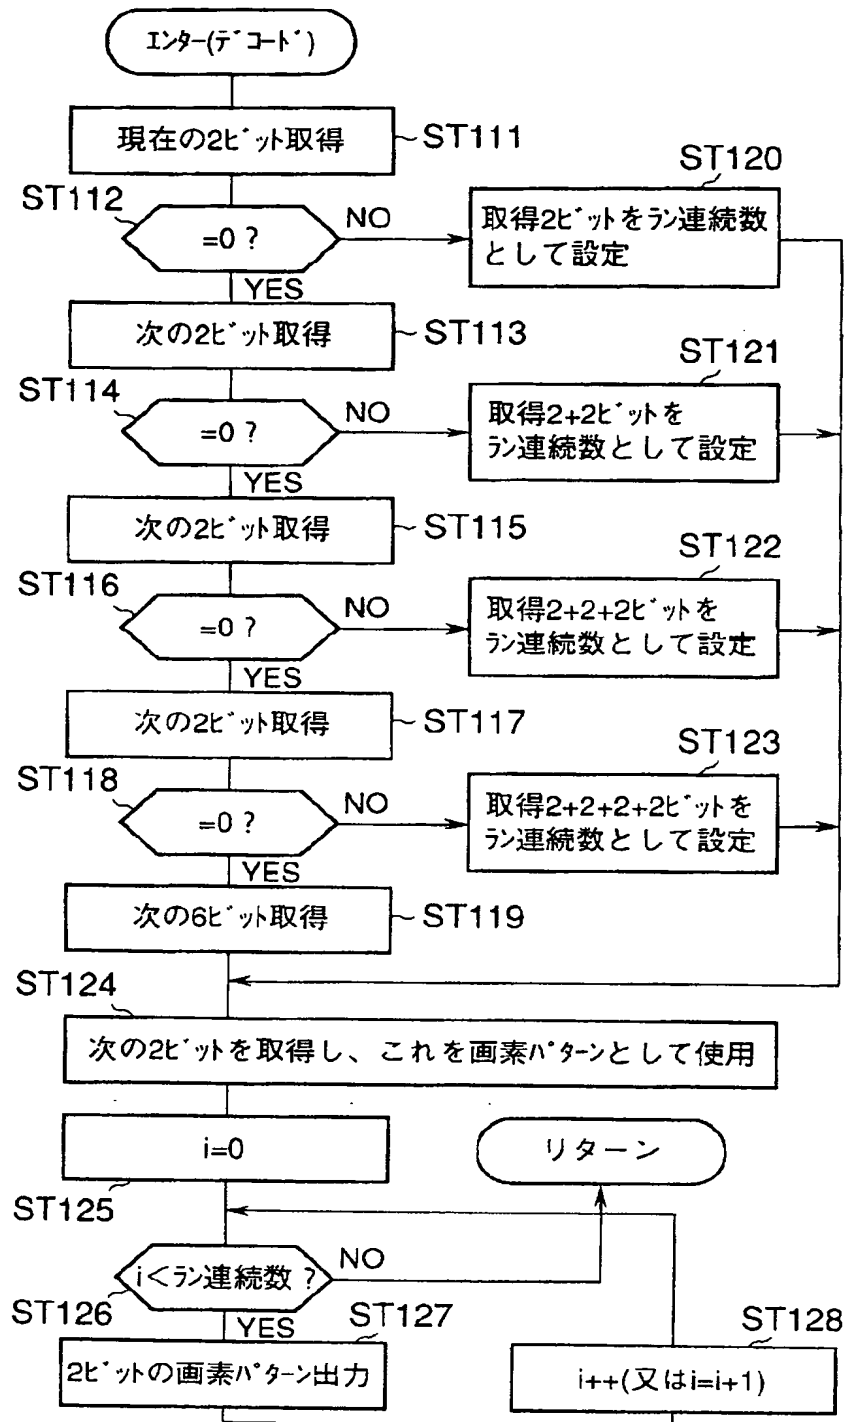 エンター(デコード)
現在の2ビット取得
ST111
ST112
=0 ?
NO
YES
ST120
取得2ビットをラン連続数
として設定
次の2ビット取得
ST113
ST114
=0 ?
NO
YES
ST121
取得2+2ビットを
ラン連続数として設定
次の2ビット取得
ST115
ST116
=0 ?
NO
YES
ST122
取得2+2+2ビットを
ラン連続数として設定
次の2ビット取得
ST117
ST118
=0 ?
NO
YES
ST123
取得2+2+2+2ビットを
ラン連続数として設定
次の6ビット取得
ST119
ST124
次の2ビットを取得し、これを画素パターンとして使用
i=0
ST125
リターン
i<ラン連続数 ?
NO
ST126
YES
ST127
2ビットの画素パターン出力
ST128
i++(又はi=i+1)